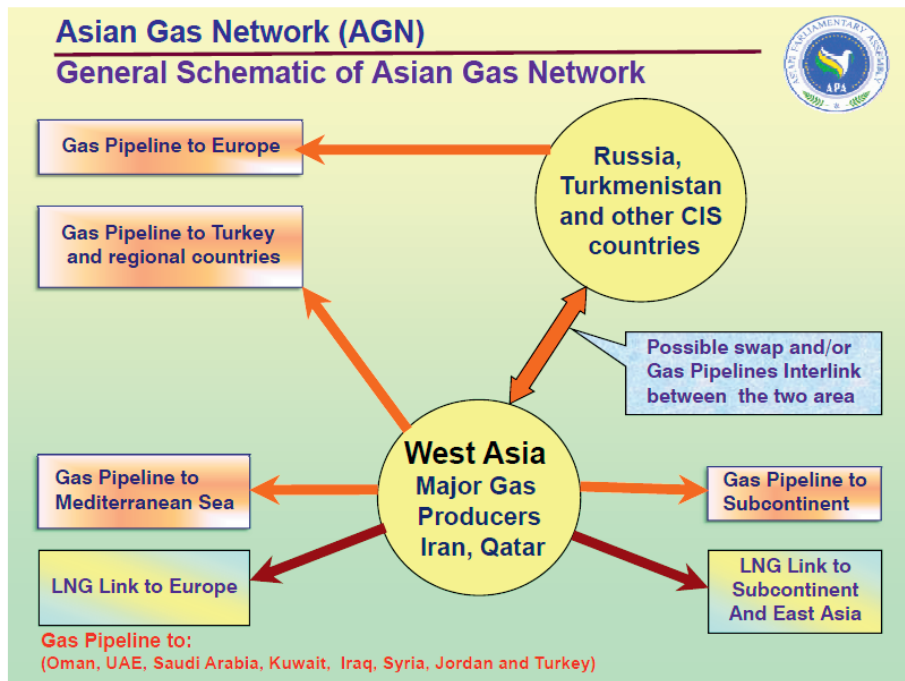 Asian Gas Network (AGN)
General Schematic of Asian Gas Network
ASIAN PARLIAMENTARY ASSEMBLY
APA
Gas Pipeline to Europe
Russia,
Turkmenistan
and other CIS
countries
Gas Pipeline to Turkey
and regional countries
Possible swap and/or
Gas Pipelines Interlink
between the two area
West Asia
Major Gas
Producers
Iran, Qatar
Gas Pipeline to
Mediterranean Sea
Gas Pipeline to
Subcontinent
LNG Link to Europe
LNG Link to
Subcontinent
And East Asia
Gas Pipeline to:
(Oman, UAE, Saudi Arabia, Kuwait, Iraq, Syria, Jordan and Turkey)